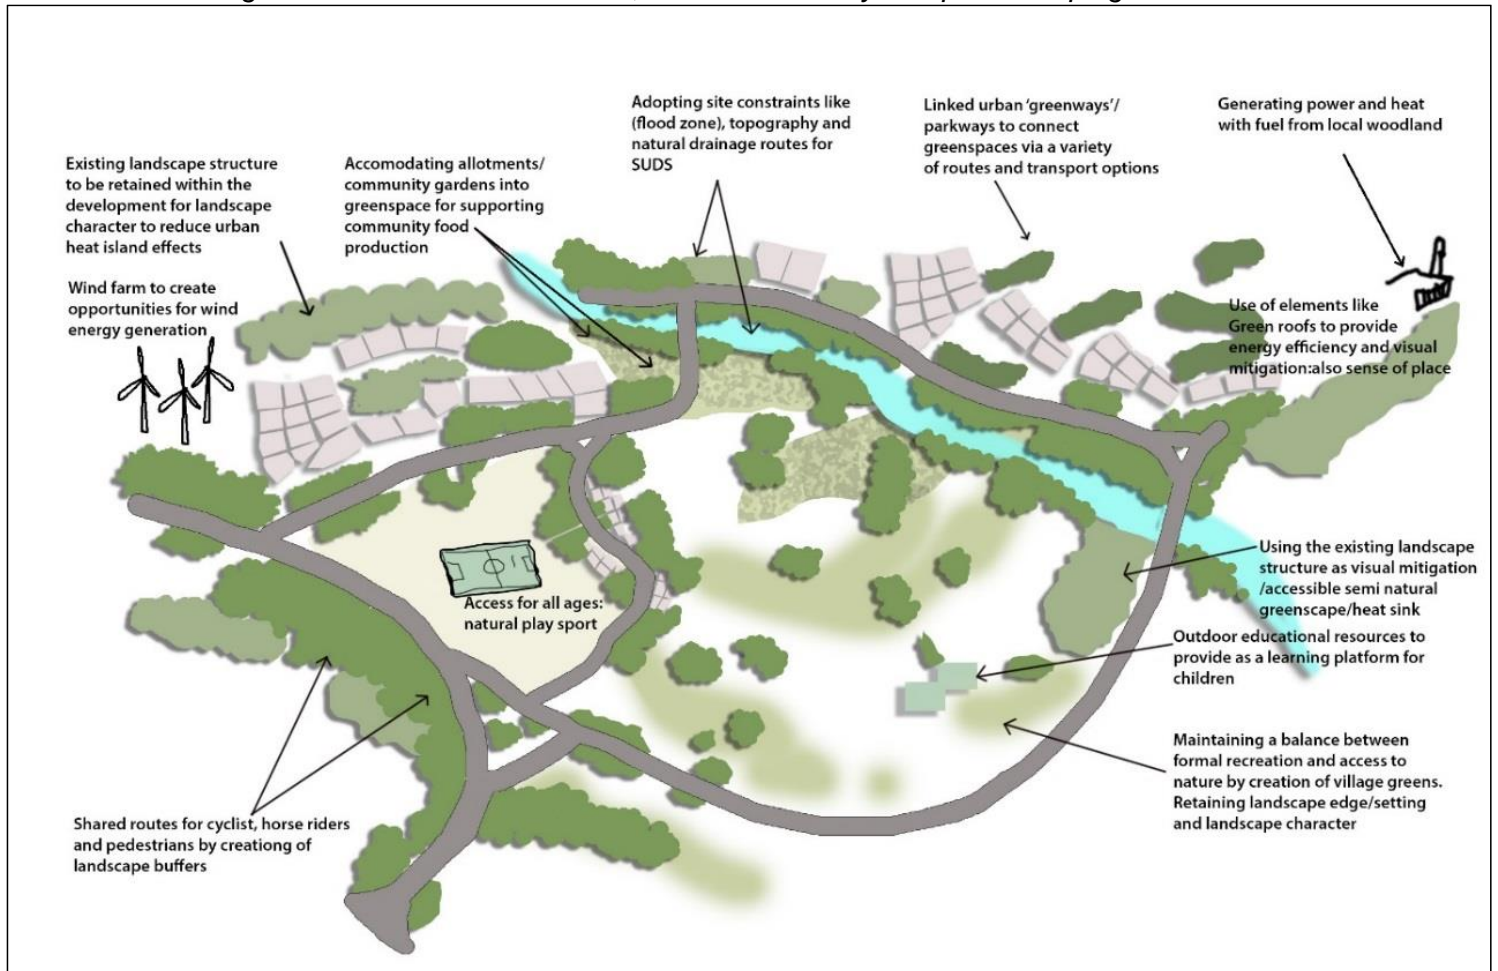 Adopting site constraints like
(flood zone), topography and
natural drainage routes for
SUDS
Linked urban 'greenways'/
parkways to connect
greenspaces via a variety
of routes and transport options
Generating power and heat
with fuel from local woodland
Existing landscape structure
to be retained within the
development for landscape
character to reduce urban
heat island effects
Accomodating allotments/
community gardens into
greenspace for supporting
community food
production
Wind farm to create
opportunities for wind
energy generation
Use of elements like
Green roofs to provide
energy efficiency and visual
mitigation:also sense of place
Using the existing landscape
structure as visual mitigation
/accessible semi natural
greenscape/heat sink
Access for all ages:
natural play sport
Outdoor educational resources to
provide as a learning platform for
children
Maintaining a balance between
formal recreation and access to
nature by creation of village greens.
Retaining landscape edge/setting
and landscape character
Shared routes for cyclist, horse riders
and pedestrians by creationg of
landscape buffers